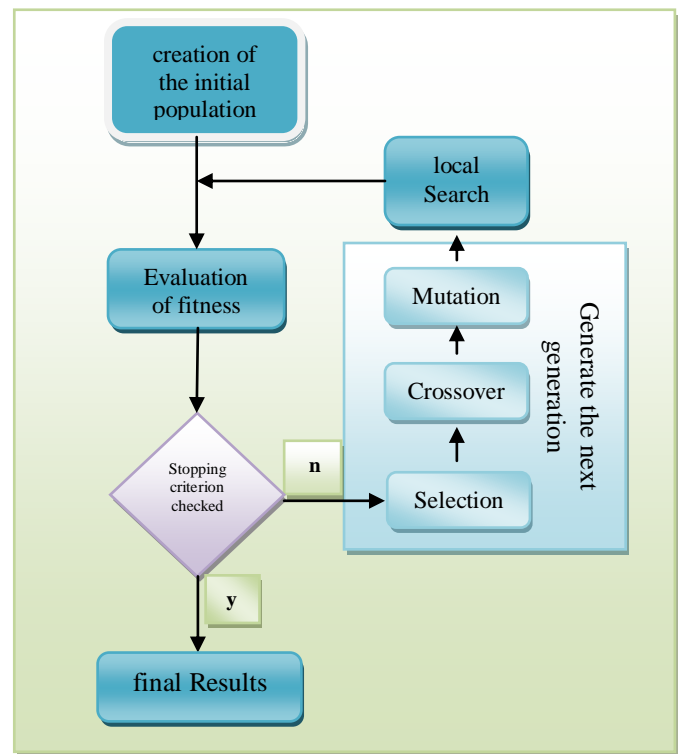 creation of
the initial
population
local
Search
Evaluation
of fitness
Mutation
Crossover
Selection
Generate the next
generation
Stopping
criterion
checked
n
y
final Results